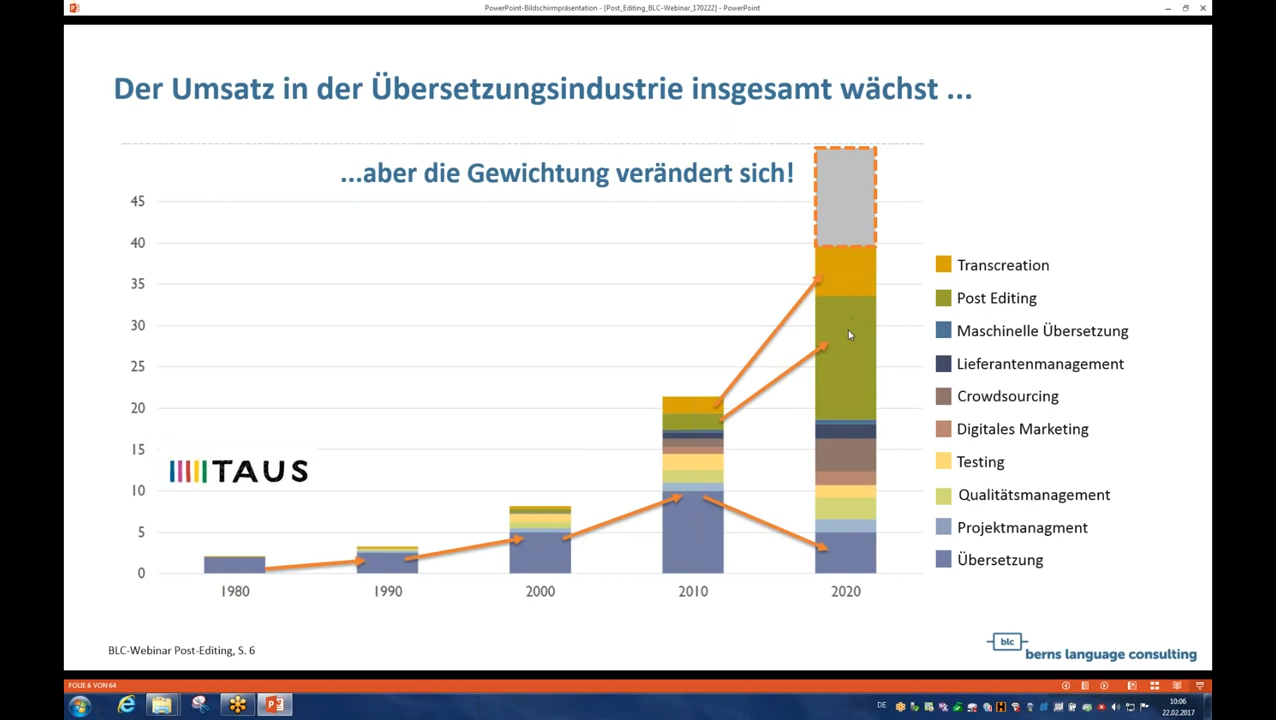 PowerPoint-Bildschirmpräsentation - [Post_Editing_BLC-Webinar_170222] - PowerPoint
Der Umsatz in der Übersetzungsindustrie insgesamt wächst ...
...aber die Gewichtung verändert sich!
45
40
35
30
25
20
15
10
5
0
1980
1990
2000
2010
2020
TAUS
Transcreation
Post Editing
Maschinelle Übersetzung
Lieferantenmanagement
Crowdsourcing
Digitales Marketing
Testing
Qualitätsmanagement
Projektmanagment
Übersetzung
BLC-Webinar Post-Editing, S. 6
blc
berns language consulting
FOLIE 6 VON 64
DE
10:06
22.02.2017